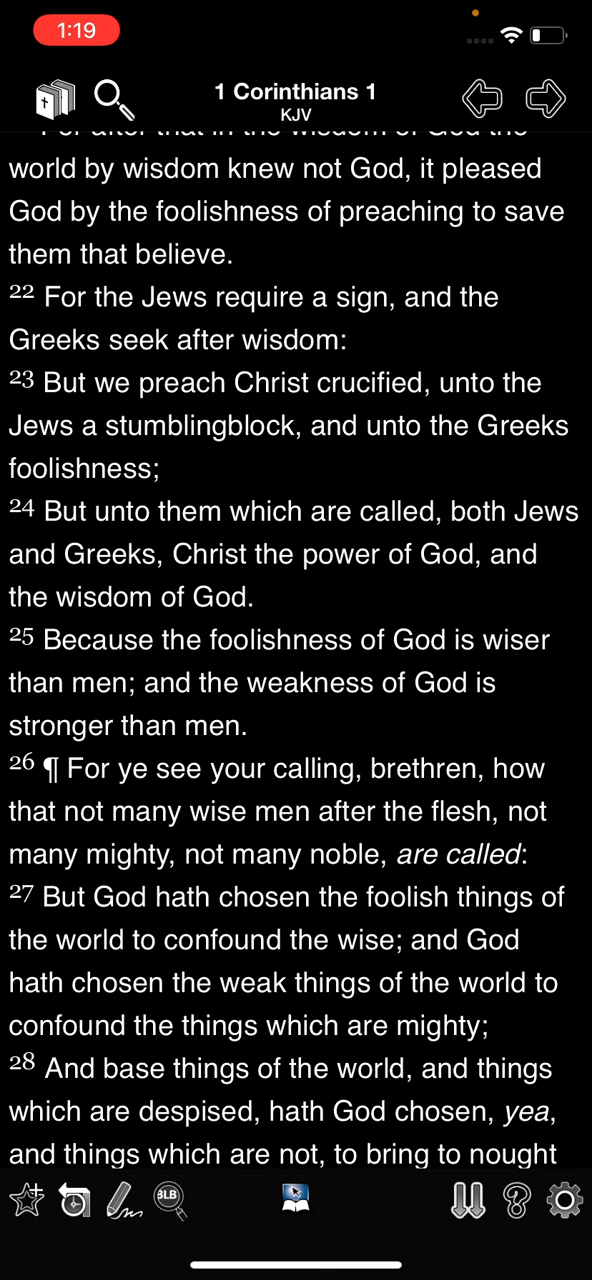 1:19
1 Corinthians 1
KJV
For after that in the wisdom of God the
world by wisdom knew not God, it pleased
God by the foolishness of preaching to save
them that believe.
22 For the Jews require a sign, and the
Greeks seek after wisdom:
23 But we preach Christ crucified, unto the
Jews a stumblingblock, and unto the Greeks
foolishness;
24 But unto them which are called, both Jews
and Greeks, Christ the power of God, and
the wisdom of God.
25 Because the foolishness of God is wiser
than men; and the weakness of God is
stronger than men.
26 ¶ For ye see your calling, brethren, how
that not many wise men after the flesh, not
many mighty, not many noble, are called:
27 But God hath chosen the foolish things of
the world to confound the wise; and God
hath chosen the weak things of the world to
confound the things which are mighty;
28 And base things of the world, and things
which are despised, hath God chosen, yea,
and things which are not, to bring to nought
BLB